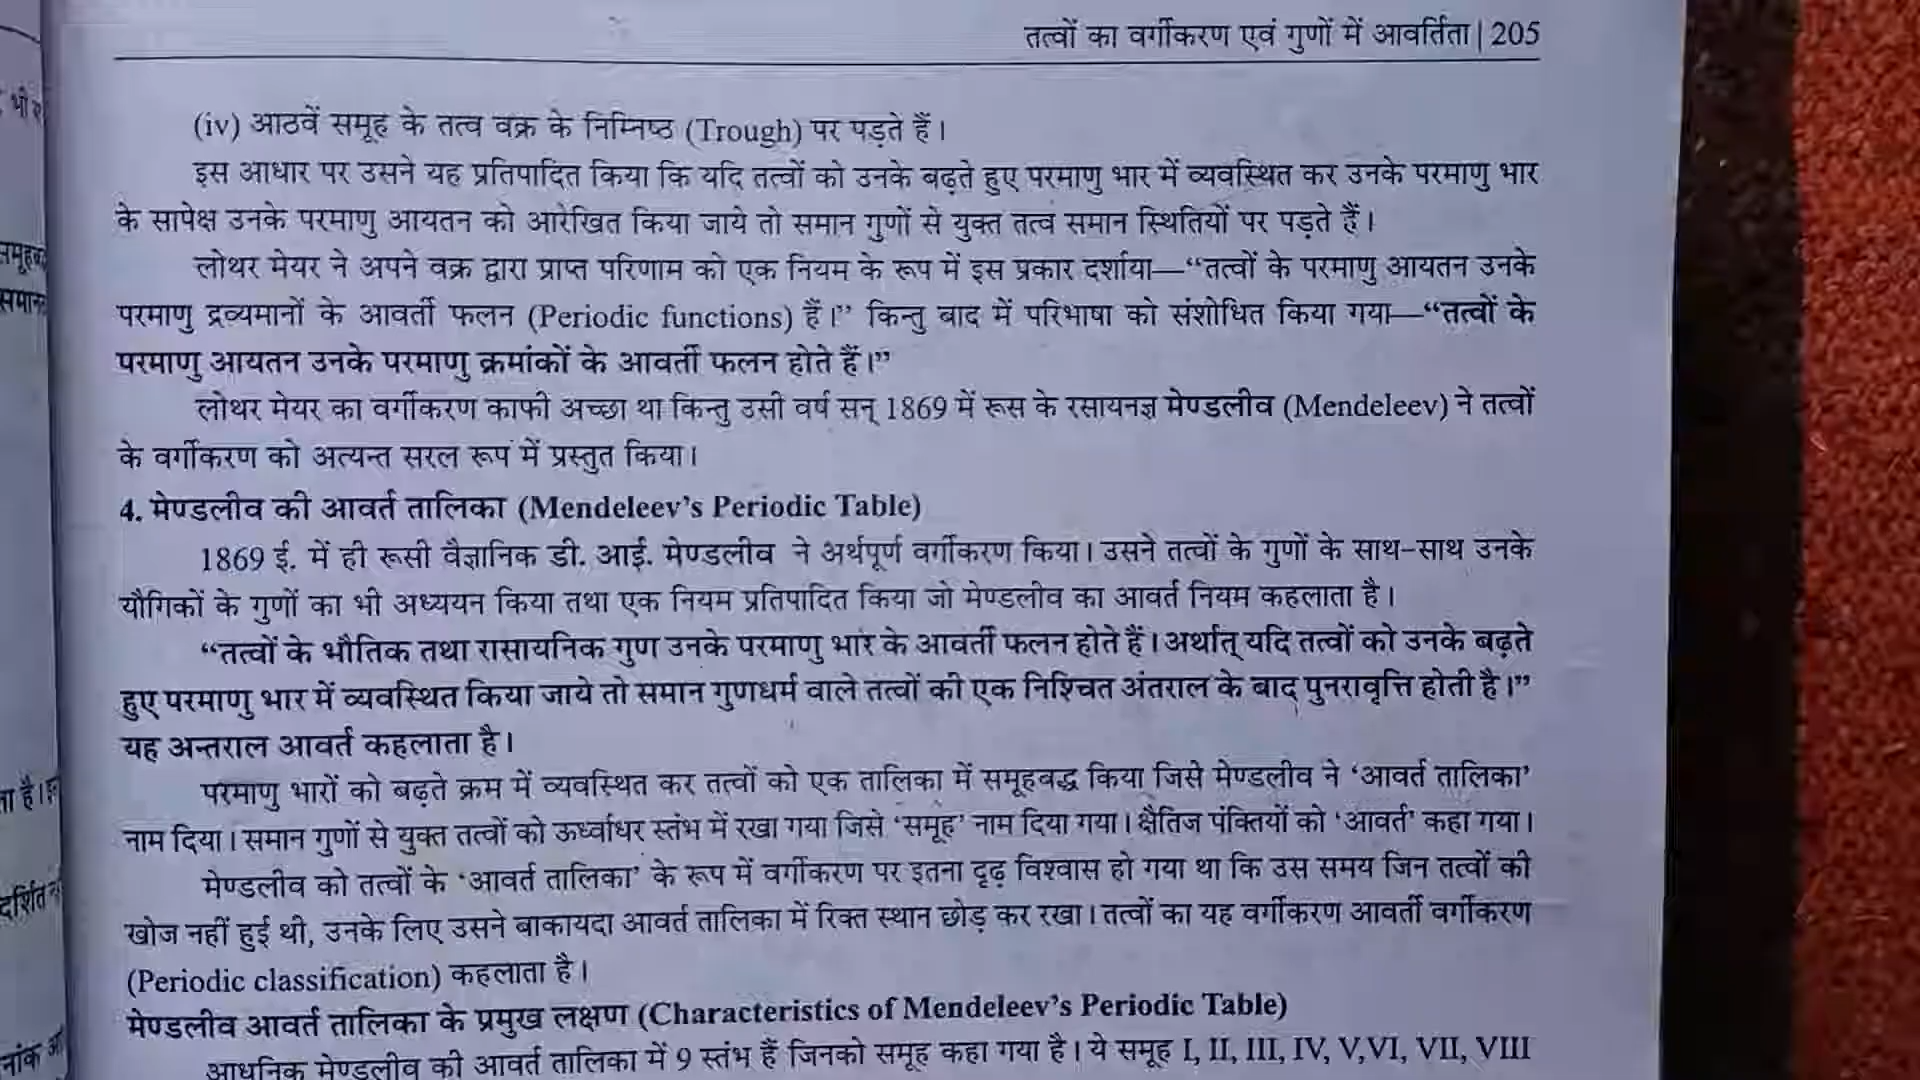 तत्वों का वर्गीकरण एवं गुणों में आवर्तिता | 205
(iv) आठवें समूह के तत्व वक्र के निम्निष्ठ (Trough) पर पड़ते हैं।
इस आधार पर उसने यह प्रतिपादित किया कि यदि तत्वों को उनके बढ़ते हुए परमाणु भार में व्यवस्थित कर उनके परमाणु भार
के सापेक्ष उनके परमाणु आयतन को आरेखित किया जाये तो समान गुणों से युक्त तत्व समान स्थितियों पर पड़ते हैं।
लोथर मेयर ने अपने वक्र द्वारा प्राप्त परिणाम को एक नियम के रूप में इस प्रकार दर्शाया—“तत्वों के परमाणु आयतन उनके
परमाणु द्रव्यमानों के आवर्ती फलन (Periodic functions) हैं।” किन्तु बाद में परिभाषा को संशोधित किया गया—“तत्वों के
परमाणु आयतन उनके परमाणु क्रमांकों के आवर्ती फलन होते हैं।”
लोथर मेयर का वर्गीकरण काफी अच्छा था किन्तु उसी वर्ष सन् 1869 में रूस के रसायनज्ञ मेण्डलीव (Mendeleev) ने तत्वों
के वर्गीकरण को अत्यन्त सरल रूप में प्रस्तुत किया।
4. मेण्डलीव की आवर्त तालिका (Mendeleev’s Periodic Table)
1869 ई. में ही रूसी वैज्ञानिक डी. आई. मेण्डलीव ने अर्थपूर्ण वर्गीकरण किया। उसने तत्वों के गुणों के साथ-साथ उनके
यौगिकों के गुणों का भी अध्ययन किया तथा एक नियम प्रतिपादित किया जो मेण्डलीव का आवर्त नियम कहलाता है।
“तत्वों के भौतिक तथा रासायनिक गुण उनके परमाणु भार के आवर्ती फलन होते हैं। अर्थात् यदि तत्वों को उनके बढ़ते
हुए परमाणु भार में व्यवस्थित किया जाये तो समान गुणधर्म वाले तत्वों की एक निश्चित अंतराल के बाद पुनरावृत्ति होती है।”
यह अन्तराल आवर्त कहलाता है।
परमाणु भारों को बढ़ते क्रम में व्यवस्थित कर तत्वों को एक तालिका में समूहबद्ध किया जिसे मेण्डलीव ने ‘आवर्त तालिका’
नाम दिया। समान गुणों से युक्त तत्वों को ऊर्ध्वाधर स्तंभ में रखा गया जिसे ‘समूह’ नाम दिया गया। क्षैतिज पंक्तियों को ‘आवर्त’ कहा गया।
मेण्डलीव को तत्वों के ‘आवर्त तालिका’ के रूप में वर्गीकरण पर इतना दृढ़ विश्वास हो गया था कि उस समय जिन तत्वों की
खोज नहीं हुई थी, उनके लिए उसने बाकायदा आवर्त तालिका में रिक्त स्थान छोड़ कर रखा। तत्वों का यह वर्गीकरण आवर्ती वर्गीकरण
(Periodic classification) कहलाता है।
मेण्डलीव आवर्त तालिका के प्रमुख लक्षण (Characteristics of Mendeleev’s Periodic Table)
आधुनिक मेण्डलीव की आवर्त तालिका में 9 स्तंभ हैं जिनको समूह कहा गया है। ये समूह I, II, III, IV, V,VI, VII, VIII